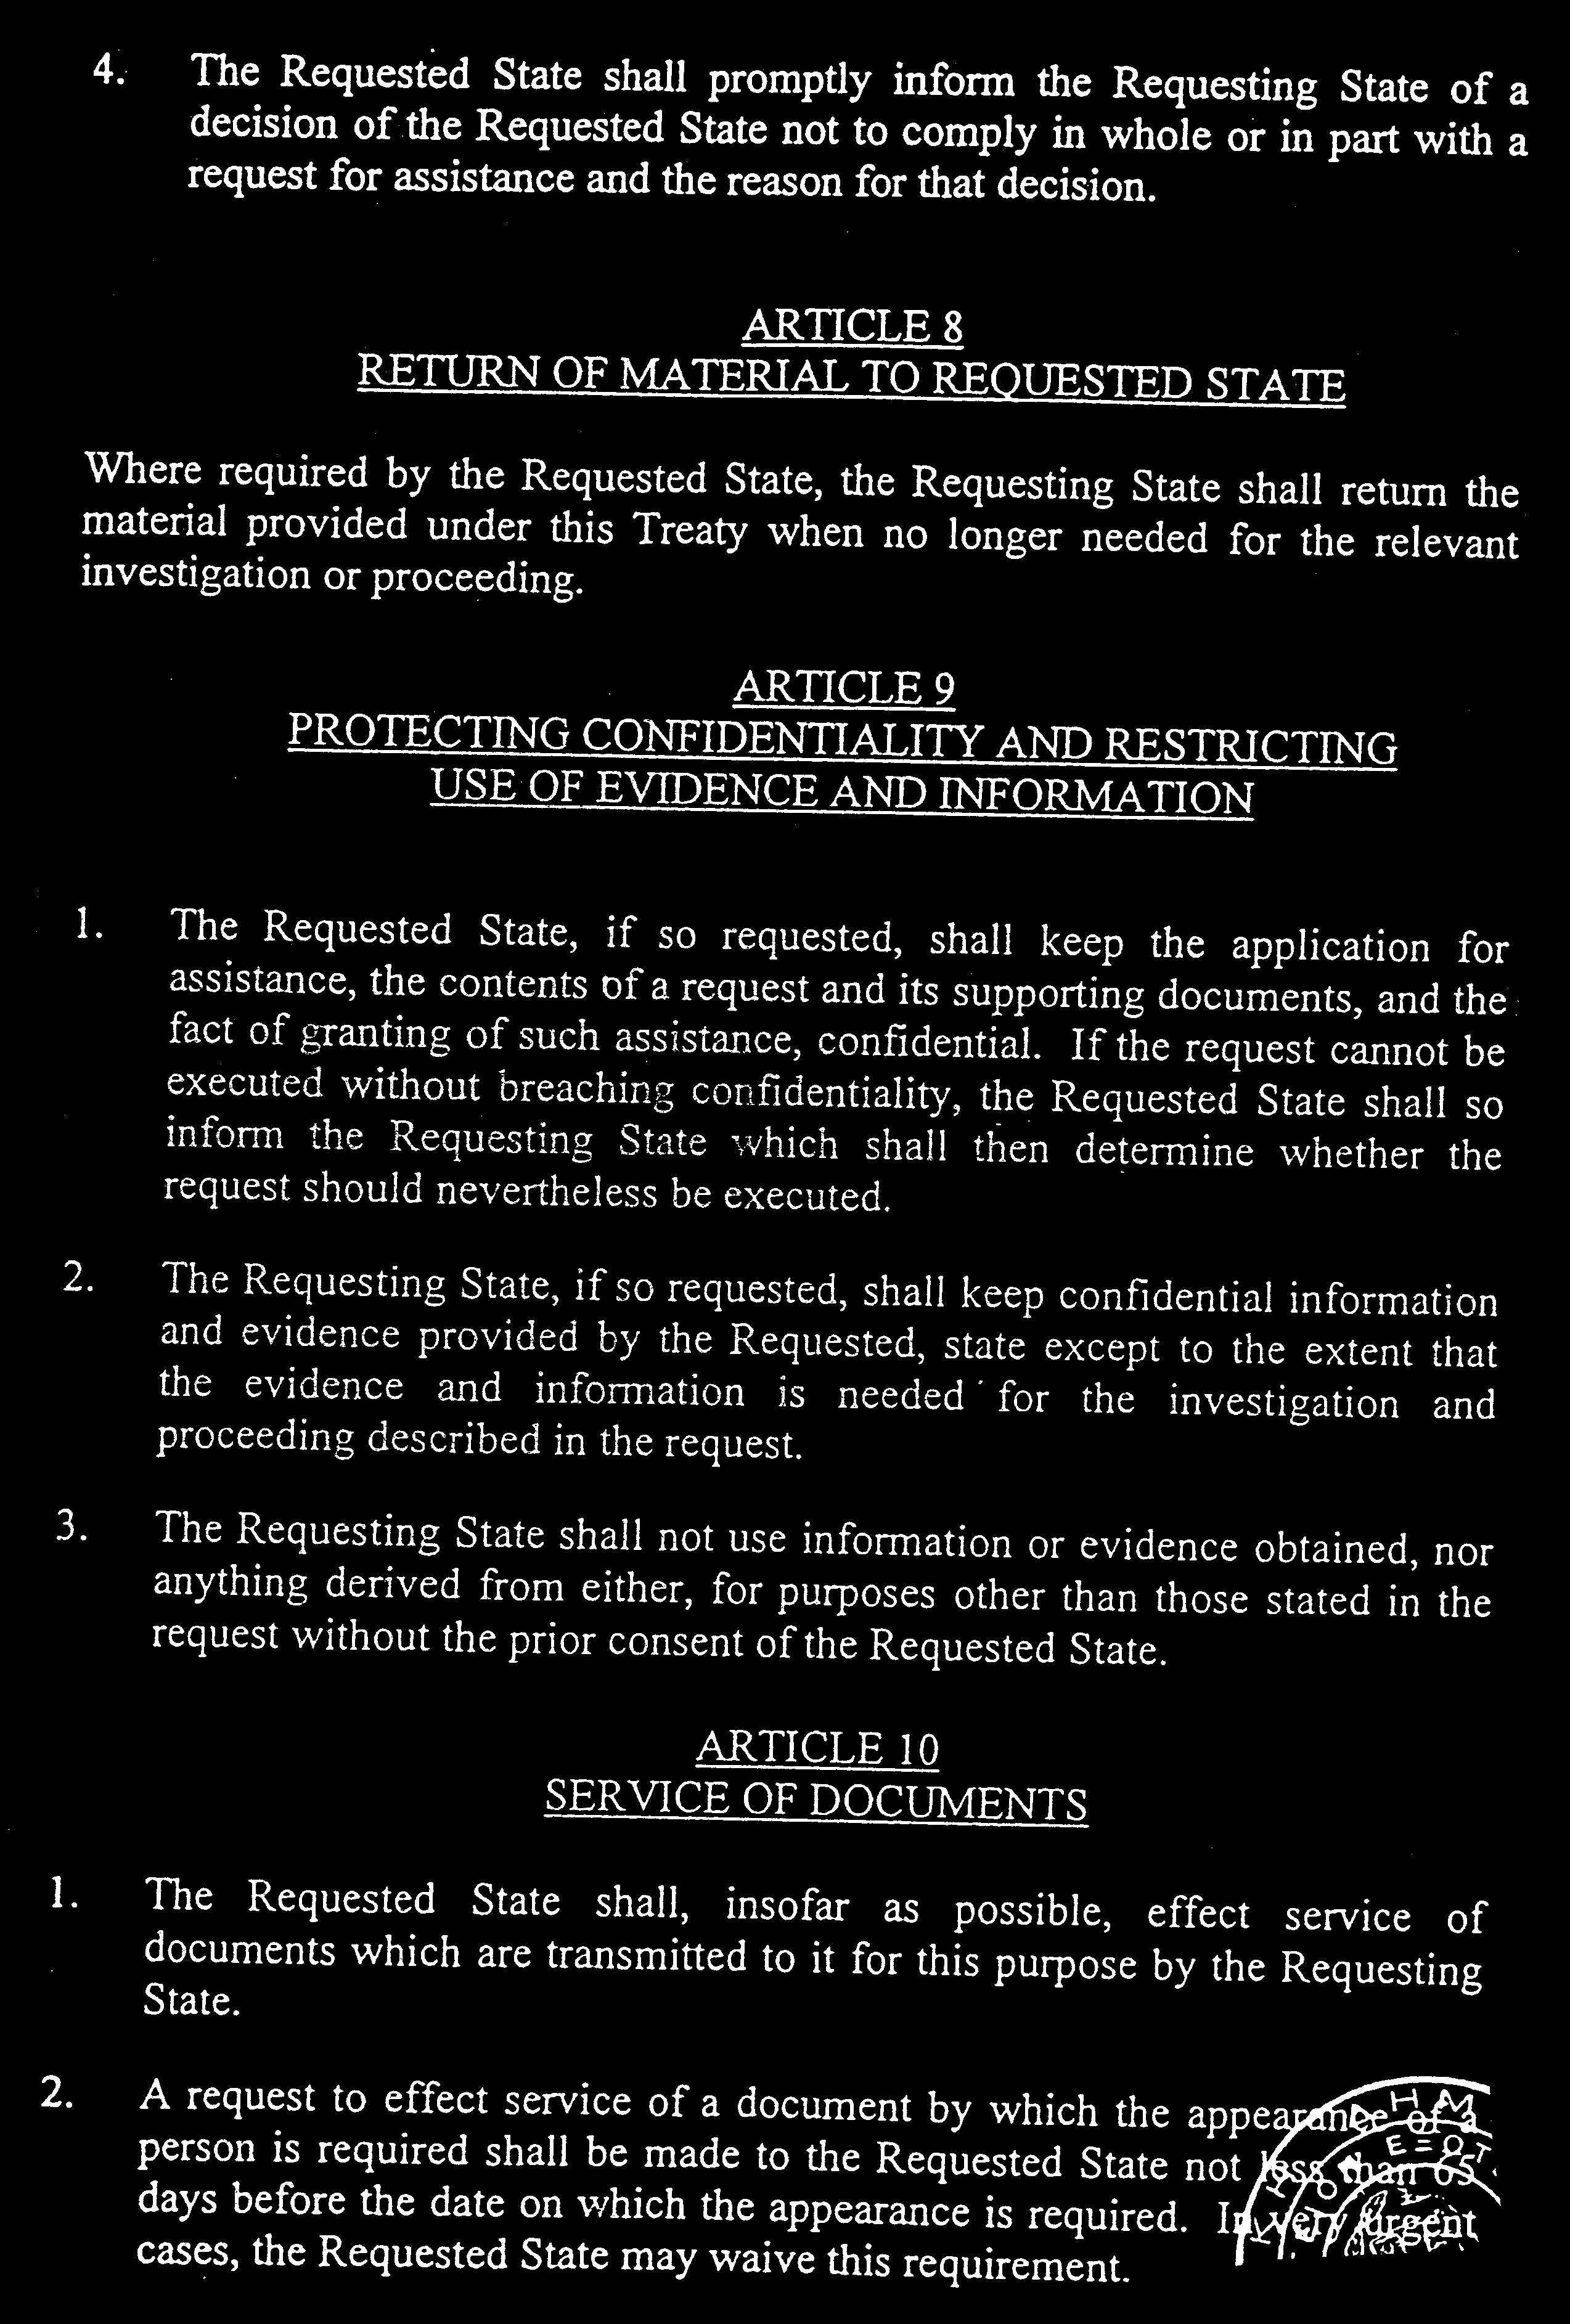 4. The Requested State shall promptly inform the Requesting State of a
decision of the Requested State not to comply in whole or in part with a
request for assistance and the reason for that decision.
ARTICLE 8
RETURN OF MATERIAL TO REQUESTED STATE
Where required by the Requested State, the Requesting State shall return the
material provided under this Treaty when no longer needed for the relevant
investigation or proceeding.
ARTICLE 9
PROTECTING CONFIDENTIALITY AND RESTRICTING
USE OF EVIDENCE AND INFORMATION
1. The Requested State, if so requested, shall keep the application for
assistance, the contents of a request and its supporting documents, and the
fact of granting of such assistance, confidential. If the request cannot be
executed without breaching confidentiality, the Requested State shall so
inform the Requesting State which shall then determine whether the
request should nevertheless be executed.
2. The Requesting State, if so requested, shall keep confidential information
and evidence provided by the Requested, state except to the extent that
the evidence and information is needed for the investigation and
proceeding described in the request.
3. The Requesting State shall not use information or evidence obtained, nor
anything derived from either, for purposes other than those stated in the
request without the prior consent of the Requested State.
ARTICLE 10
SERVICE OF DOCUMENTS
1. The Requested State shall, insofar as possible, effect service of
documents which are transmitted to it for this purpose by the Requesting
State.
2. A request to effect service of a document by which the appearance of a
person is required shall be made to the Requested State not less than 65
days before the date on which the appearance is required. In very urgent
cases, the Requested State may waive this requirement.